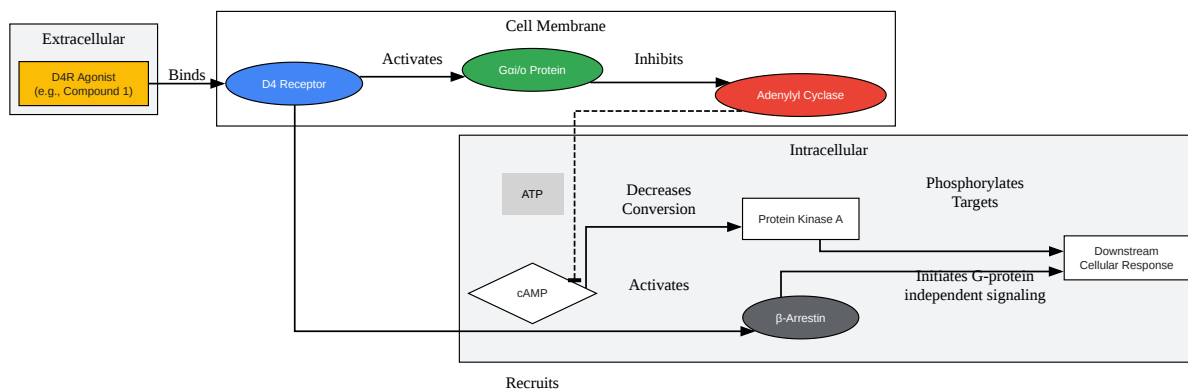 Extracellular
D4R Agonist
(e.g., Compound 1)
Binds
Cell Membrane
D4 Receptor
Activates
Gαi/o Protein
Inhibits
Adenylyl Cyclase
Intracellular
ATP
Decreases
Conversion
cAMP
Activates
Protein Kinase A
Phosphorylates
Targets
Downstream
Cellular Response
Initiates G-protein
independent signaling
β-Arrestin
Recruits